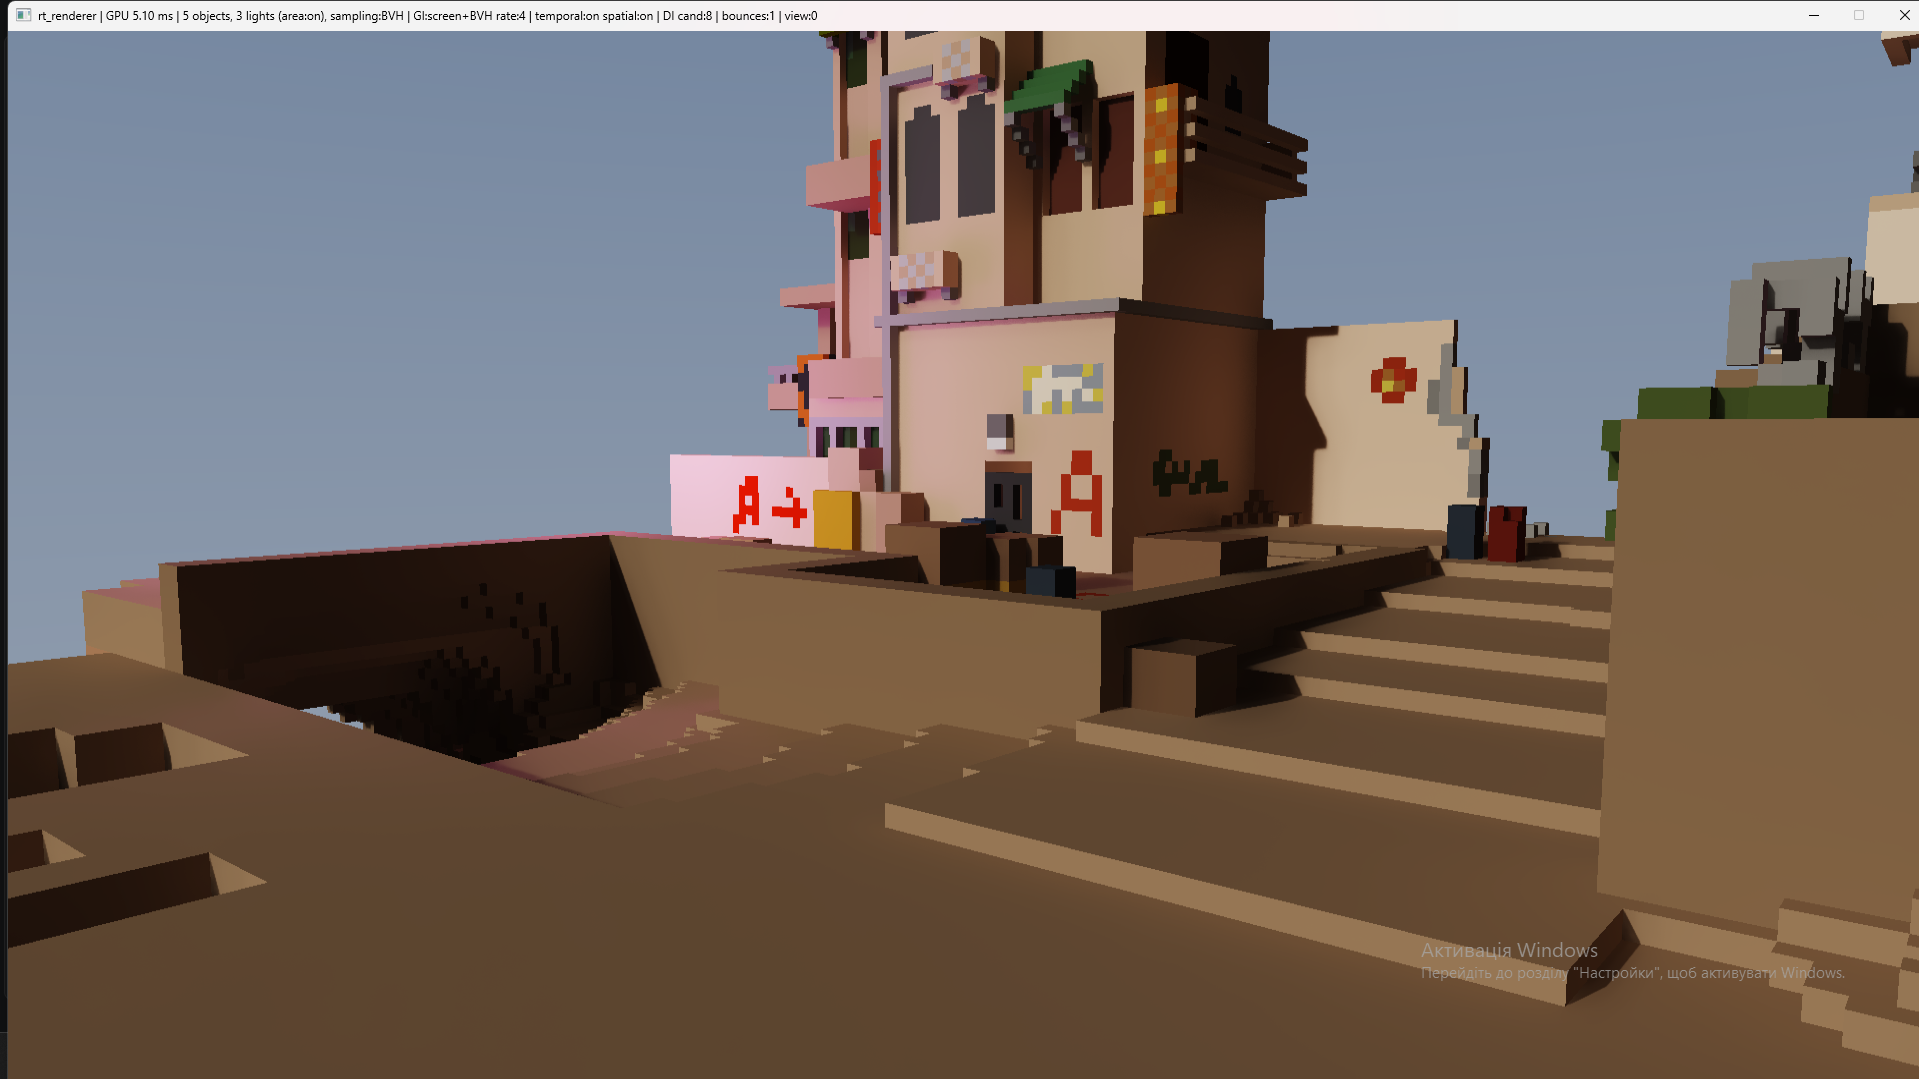 rt_renderer | GPU 5.10 ms | 5 objects, 3 lights (area:on), sampling:BVH | GI:screen+BVH rate:4 | temporal:on spatial:on | DI cand:8 | bounces:1 | view:0
A+
A
Активація Windows
Перейдіть до розділу "Настройки", щоб активувати Windows.